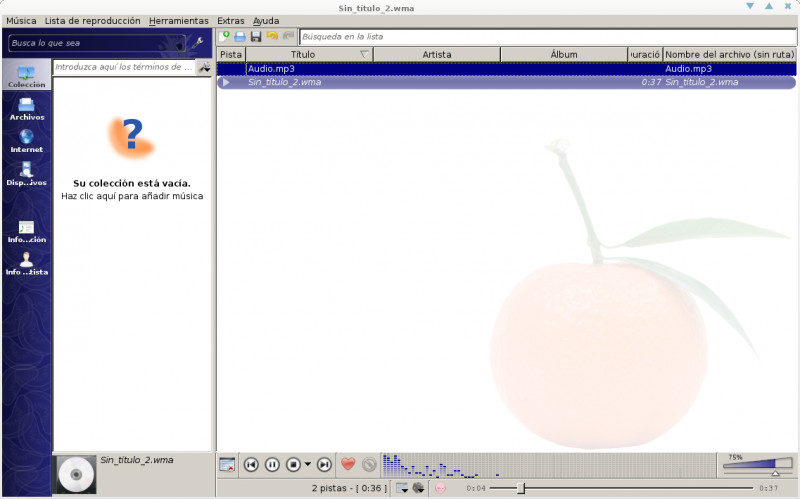 Sin_titulo_2.wma
Música Lista de reproducción Herramientas Extras Ayuda
Busca lo que sea
Búsqueda en la lista
Pista Título Artista Álbum uració Nombre del archivo (sin ruta)
Introduzca aquí los términos de ...
Audio.mp3 Audio.mp3
Sin_titulo_2.wma 0:37 Sin_titulo_2.wma
Colección
Archivos
Internet
Disp...ivos
Info...ción
Info ...tista
?
Su colección está vacía.
Haz clic aquí para añadir música
Sin_titulo_2.wma
75%
2 pistas - [ 0:36 ]
0:04
0:37